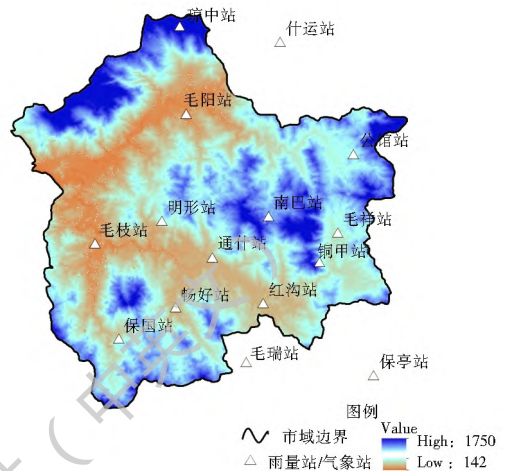 琼中站
什运站
毛阳站
公馆站
明形站
南巴站
毛祥站
毛枝站
通什站
铜甲站
畅好站
红沟站
保国站
毛瑞站
保亭站
图例
市域边界
雨量站/气象站
Value
High: 1750
Low: 142